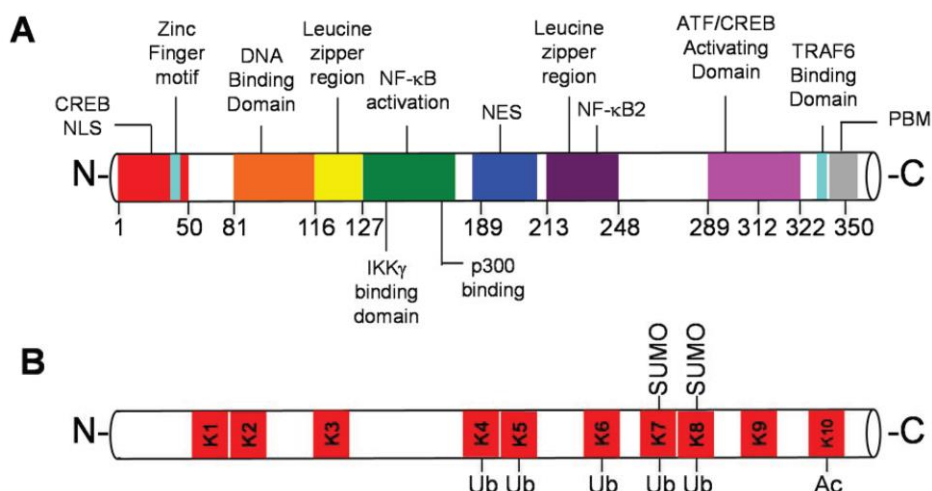 A
Zinc
Finger
motif
CREB
NLS
DNA
Binding
Domain
Leucine
zipper
region
NF-κB
activation
NES
Leucine
zipper
region
NF-κB2
ATF/CREB
Activating
Domain
TRAF6
Binding
Domain
PBM
N- -C
1 50 81 116 127 189 213 248 289 312 322 350
IKKγ
binding
domain
p300
binding
B
SUMO SUMO
N- K1 K2 K3 K4 K5 K6 K7 K8 K9 K10 -C
Ub Ub Ub Ub Ub Ac